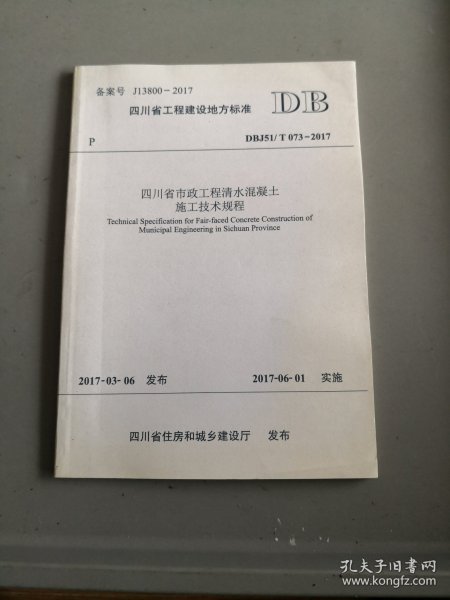 备案号 J13800-2017
四川省工程建设地方标准 DB
P DBJ51/T 073-2017
四川省市政工程清水混凝土
施工技术规程
Technical Specification for Fair-faced Concrete Construction of
Municipal Engineering in Sichuan Province
2017-03-06 发布 2017-06-01 实施
四川省住房和城乡建设厅 发布
孔夫子旧书网
www.kongfz.com